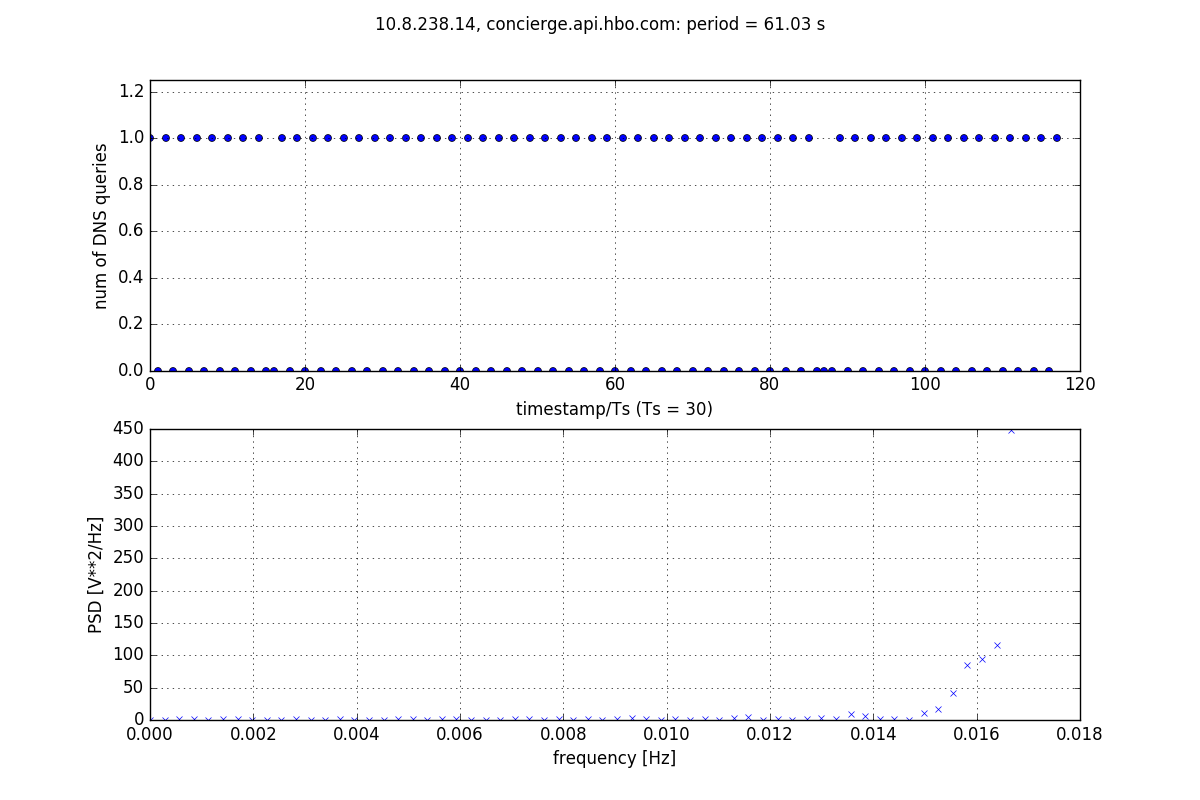 10.8.238.14, concierge.api.hbo.com: period = 61.03 s
1.2
1.0
0.8
0.6
0.4
0.2
0.0
num of DNS queries
0 20 40 60 80 100 120
timestamp/Ts (Ts = 30)
450
400
350
300
250
200
150
100
50
0
PSD [V**2/Hz]
0.000 0.002 0.004 0.006 0.008 0.010 0.012 0.014 0.016 0.018
frequency [Hz]